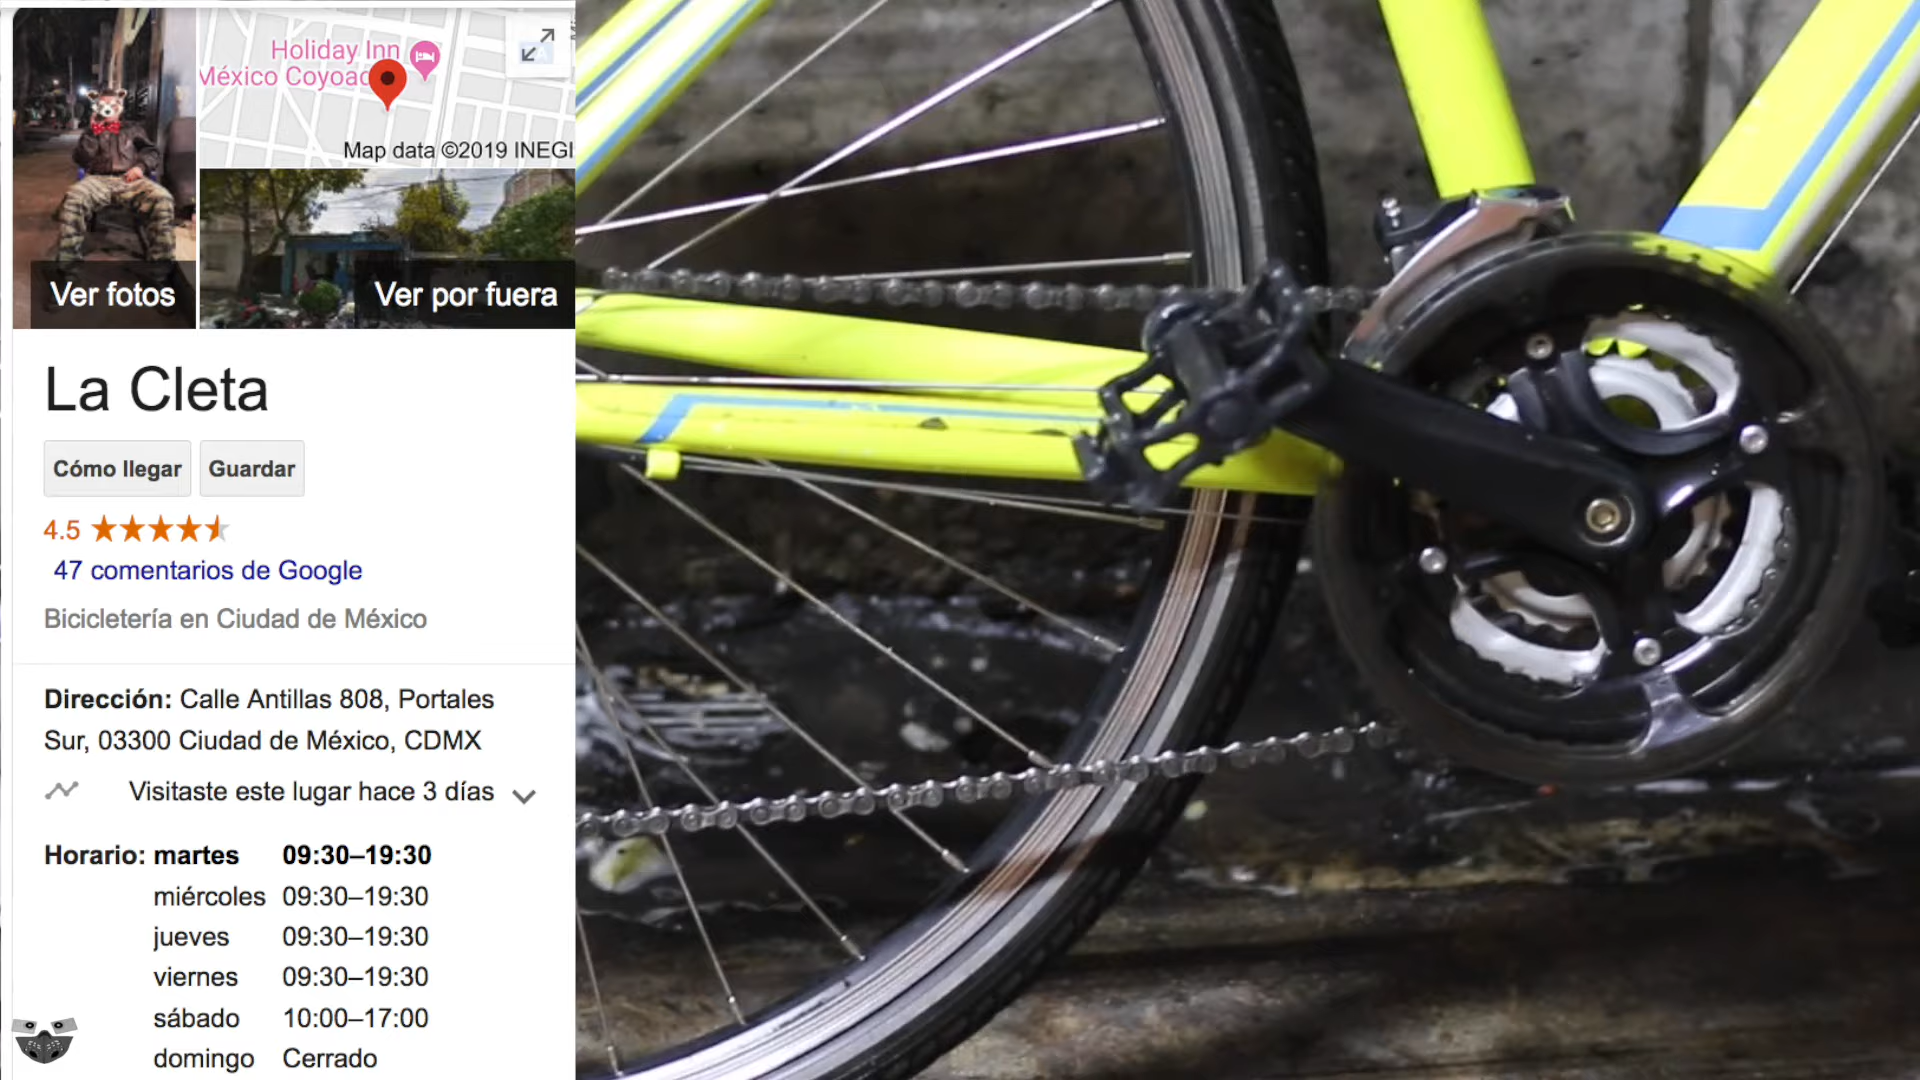 Holiday Inn
México Coyoac
Map data ©2019 INEGI
Ver fotos
Ver por fuera
La Cleta
Cómo llegar
Guardar
4.5
47 comentarios de Google
Bicicletería en Ciudad de México
Dirección: Calle Antillas 808, Portales
Sur, 03300 Ciudad de México, CDMX
Visitaste este lugar hace 3 días
Horario: martes 09:30–19:30
miércoles 09:30–19:30
jueves 09:30–19:30
viernes 09:30–19:30
sábado 10:00–17:00
domingo Cerrado